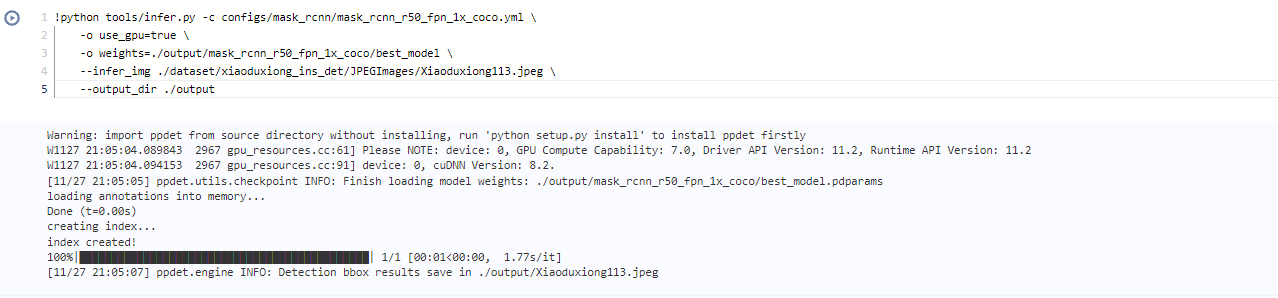 1 !python tools/infer.py -c configs/mask_rcnn/mask_rcnn_r50_fpn_1x_coco.yml \
2 -o use_gpu=true \
3 -o weights=./output/mask_rcnn_r50_fpn_1x_coco/best_model \
4 --infer_img ./dataset/xiaoduxiong_ins_det/JPEGImages/Xiaoduxiong113.jpeg \
5 --output_dir ./output
Warning: import ppdet from source directory without installing, run 'python setup.py install' to install ppdet firstly
W1127 21:05:04.089843  2967 gpu_resources.cc:61] Please NOTE: device: 0, GPU Compute Capability: 7.0, Driver API Version: 11.2, Runtime API Version: 11.2
W1127 21:05:04.094153  2967 gpu_resources.cc:91] device: 0, cuDNN Version: 8.2.
[11/27 21:05:05] ppdet.utils.checkpoint INFO: Finish loading model weights: ./output/mask_rcnn_r50_fpn_1x_coco/best_model.pdparams
loading annotations into memory...
Done (t=0.00s)
creating index...
index created!
100%|████████████████████████████████████████| 1/1 [00:01<00:00,  1.77s/it]
[11/27 21:05:07] ppdet.engine INFO: Detection bbox results save in ./output/Xiaoduxiong113.jpeg